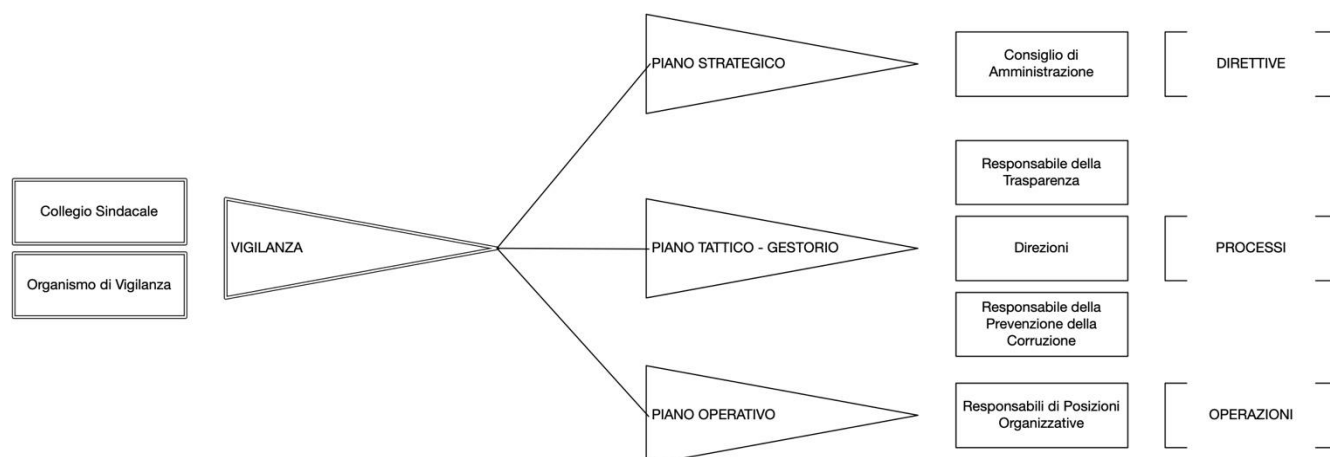 Collegio Sindacale
Organismo di Vigilanza
VIGILANZA
PIANO STRATEGICO
Consiglio di
Amministrazione
DIRETTIVE
Responsabile della
Trasparenza
PIANO TATTICO - GESTORIO
Direzioni
PROCESSI
Responsabile della
Prevenzione della
Corruzione
PIANO OPERATIVO
Responsabili di Posizioni
Organizzative
OPERAZIONI